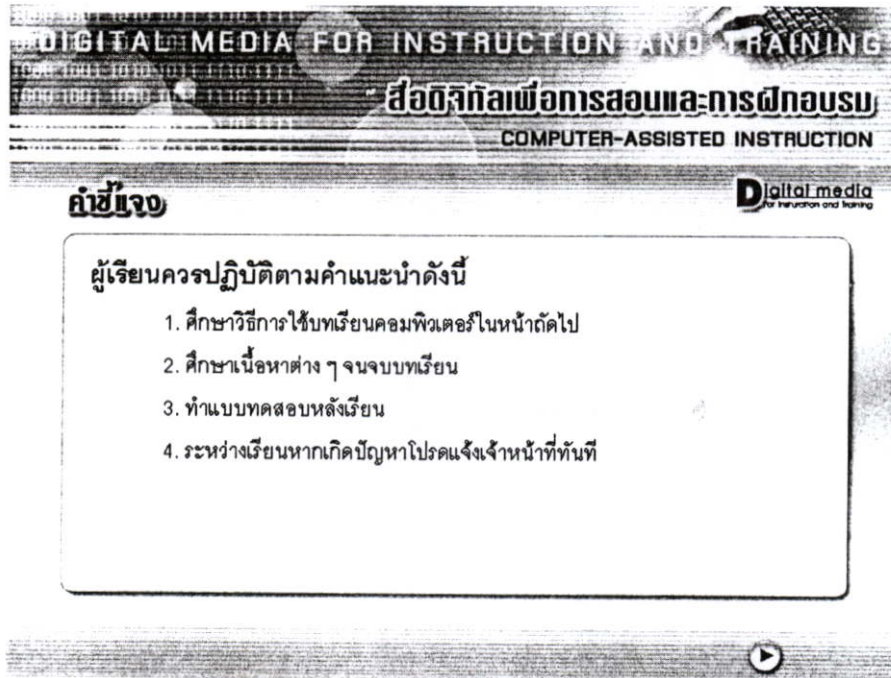 DIGITAL MEDIA FOR INSTRUCTION AND TRAINING
สื่อดิจิทัลเพื่อการสอนและการฝึกอบรม
COMPUTER-ASSISTED INSTRUCTION
คำชี้แจง
Digital media
for Insturation and Training
ผู้เรียนควรปฏิบัติตามคำแนะนำดังนี้
1. ศึกษาวิธีการใช้บทเรียนคอมพิวเตอร์ในหน้าถัดไป
2. ศึกษาเนื้อหาต่าง ๆ จนจบบทเรียน
3. ทำแบบทดสอบหลังเรียน
4. ระหว่างเรียนหากเกิดปัญหาโปรดแจ้งเจ้าหน้าที่ทันที